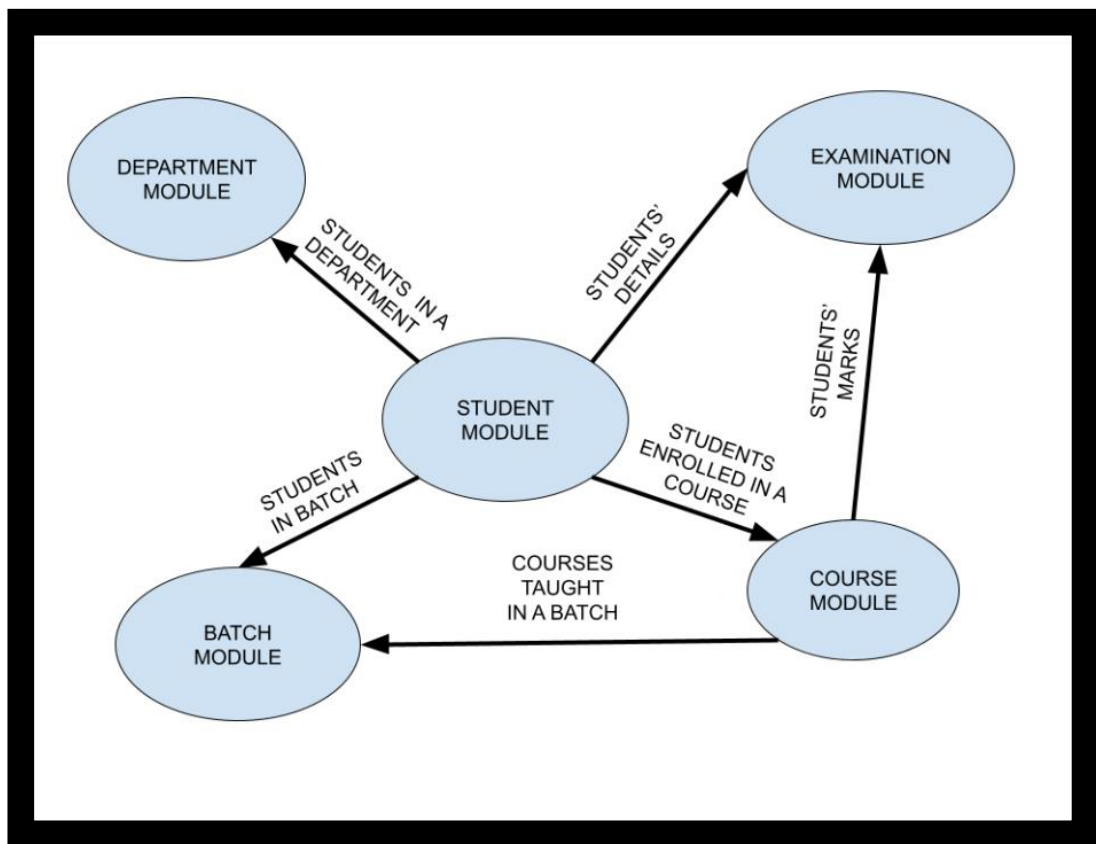 DEPARTMENT
MODULE
EXAMINATION
MODULE
STUDENTS IN A
DEPARTMENT
STUDENTS’
DETAILS
STUDENTS’
MARKS
STUDENT
MODULE
STUDENTS
ENROLLED IN A
COURSE
STUDENTS
IN BATCH
COURSES
TAUGHT
IN A BATCH
COURSE
MODULE
BATCH
MODULE